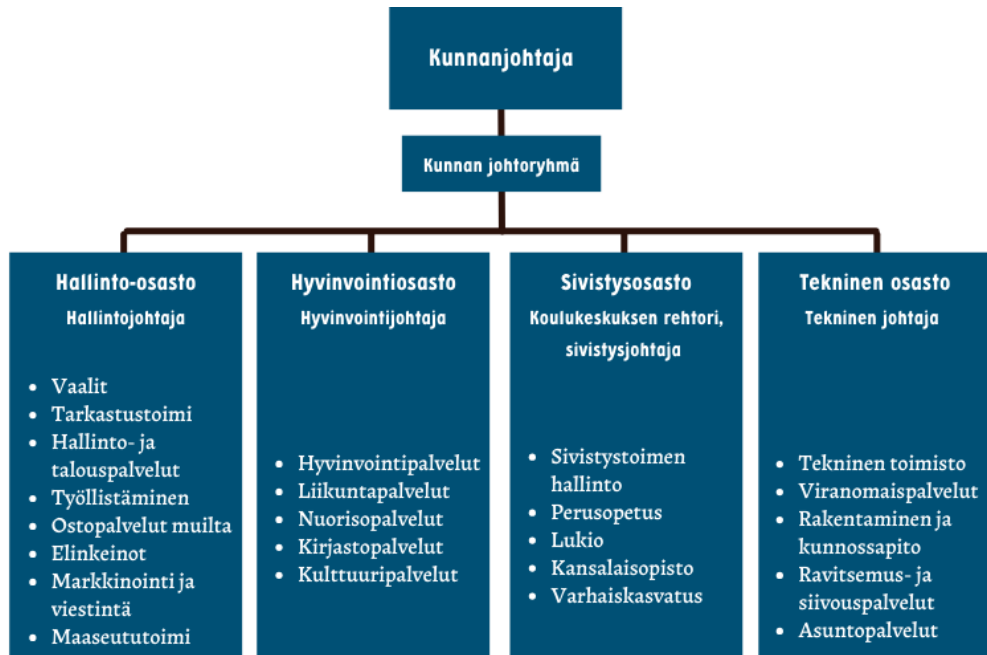 Kunnanjohtaja
Kunnan johtoryhmä
Hallinto-osasto
Hallintojohtaja
• Vaalit
• Tarkastustoimi
• Hallinto- ja
talouspalvelut
• Työllistäminen
• Ostopalvelut muilta
• Elinkeinot
• Markkinointi ja
viestintä
• Maaseututoimi
Hyvinvointiosasto
Hyvinvointijohtaja
• Hyvinvointipalvelut
• Liikuntapalvelut
• Nuorisopalvelut
• Kirjastopalvelut
• Kulttuuripalvelut
Sivistysosasto
Koulukeskuksen rehtori,
sivistysjohtaja
• Sivistystoimen
hallinto
• Perusopetus
• Lukio
• Kansalaisopisto
• Varhaiskasvatus
Tekninen osasto
Tekninen johtaja
• Tekninen toimisto
• Viranomaispalvelut
• Rakentaminen ja
kunnossapito
• Ravitsemus- ja
siivouspalvelut
• Asuntopalvelut